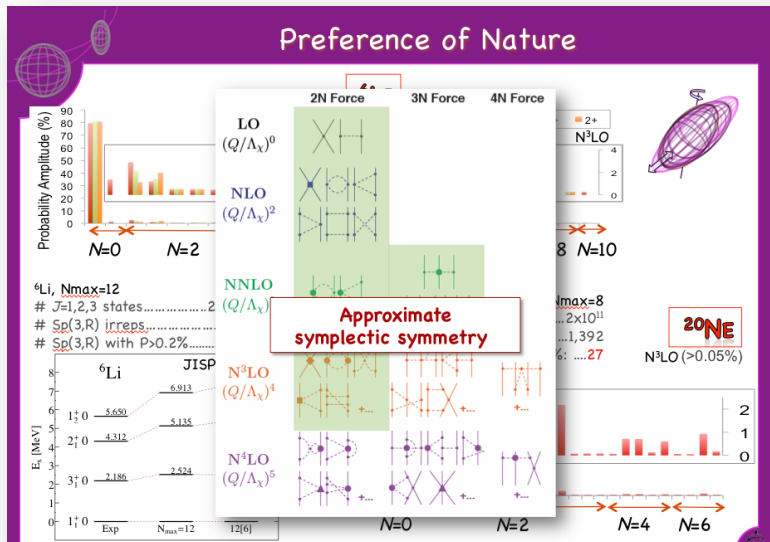 Preference of Nature
2N Force 3N Force 4N Force
LO
(Q/Λχ)⁰
NLO
(Q/Λχ)²
NNLO
(Q/Λχ)
N³LO
(Q/Λχ)⁴
+... +... +...
N⁴LO
(Q/Λχ)⁵
+... +... +...
Approximate
symplectic symmetry
Probability Amplitude (%)
90
80
70
60
50
40
30
20
10
0
N=0 N=2
2+
N³LO
4
2
0
8 N=10
⁶Li, Nmax=12
# J=1,2,3 states..................2
# Sp(3,R) irreps.................
# Sp(3,R) with P>0.2%........
Nmax=8
...2x10¹¹
...1,392
%: 27
²⁰NE
N³LO (>0.05%)
⁶Li JISP
Eₓ [MeV]
8
7
6
5
4
3
2
1
0
6.913
1⁺₂ 0 5.650
5.135
2⁺₁ 0 4.312
3⁺₁ 0 2.186 2.524
1⁺₁ 0
Exp Nmax=12 12[6]
2
1
0
N=0 N=2 N=4 N=6